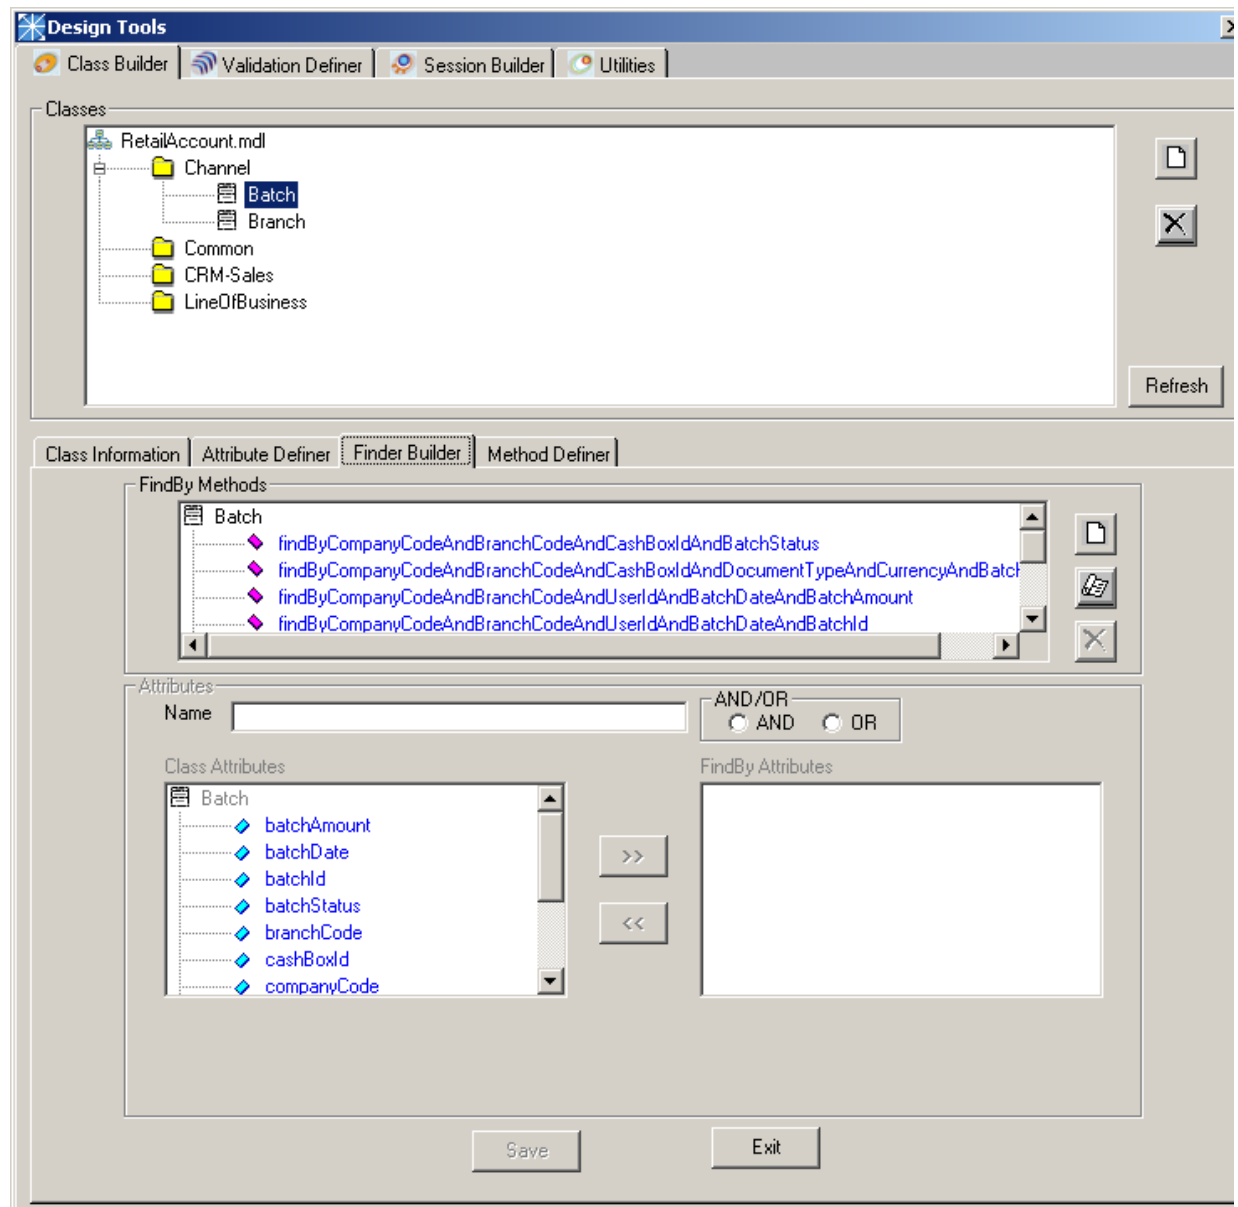 Design Tools
Class Builder Validation Definer Session Builder Utilities
Classes
RetailAccount.mdl
Channel
Batch
Branch
Common
CRM-Sales
LineOfBusiness
Refresh
Class Information Attribute Definer Finder Builder Method Definer
FindBy Methods
Batch
findByCompanyCodeAndBranchCodeAndCashBoxIdAndBatchStatus
findByCompanyCodeAndBranchCodeAndCashBoxIdAndDocumentTypeAndCurrencyAndBatch
findByCompanyCodeAndBranchCodeAndUserIdAndBatchDateAndBatchAmount
findByCompanyCodeAndBranchCodeAndUserIdAndBatchDateAndBatchId
Attributes
Name
AND/OR
AND OR
Class Attributes
FindBy Attributes
Batch
batchAmount
batchDate
>>
batchId
batchStatus
<<
branchCode
cashBoxId
companyCode
Save Exit